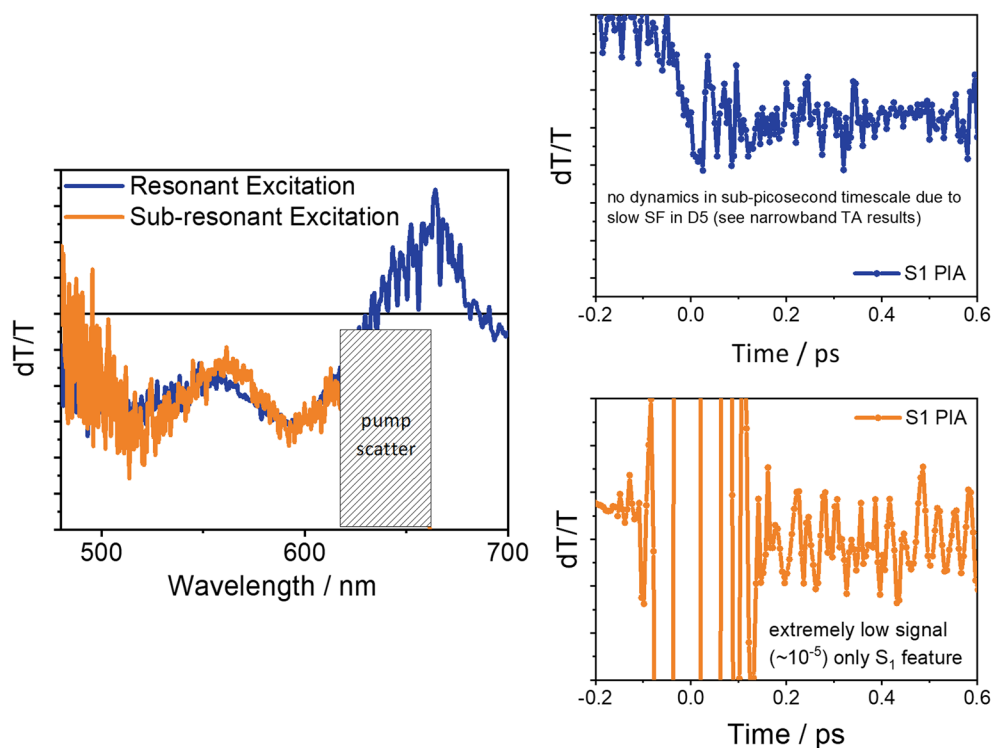 Resonant Excitation
Sub-resonant Excitation
dT/T
pump
scatter
500
600
700
Wavelength / nm
dT/T
no dynamics in sub-picosecond timescale due to
slow SF in D5 (see narrowband TA results)
S1 PIA
-0.2
0.0
0.2
0.4
0.6
Time / ps
dT/T
S1 PIA
extremely low signal
(~10⁻⁵) only S₁ feature
-0.2
0.0
0.2
0.4
0.6
Time / ps